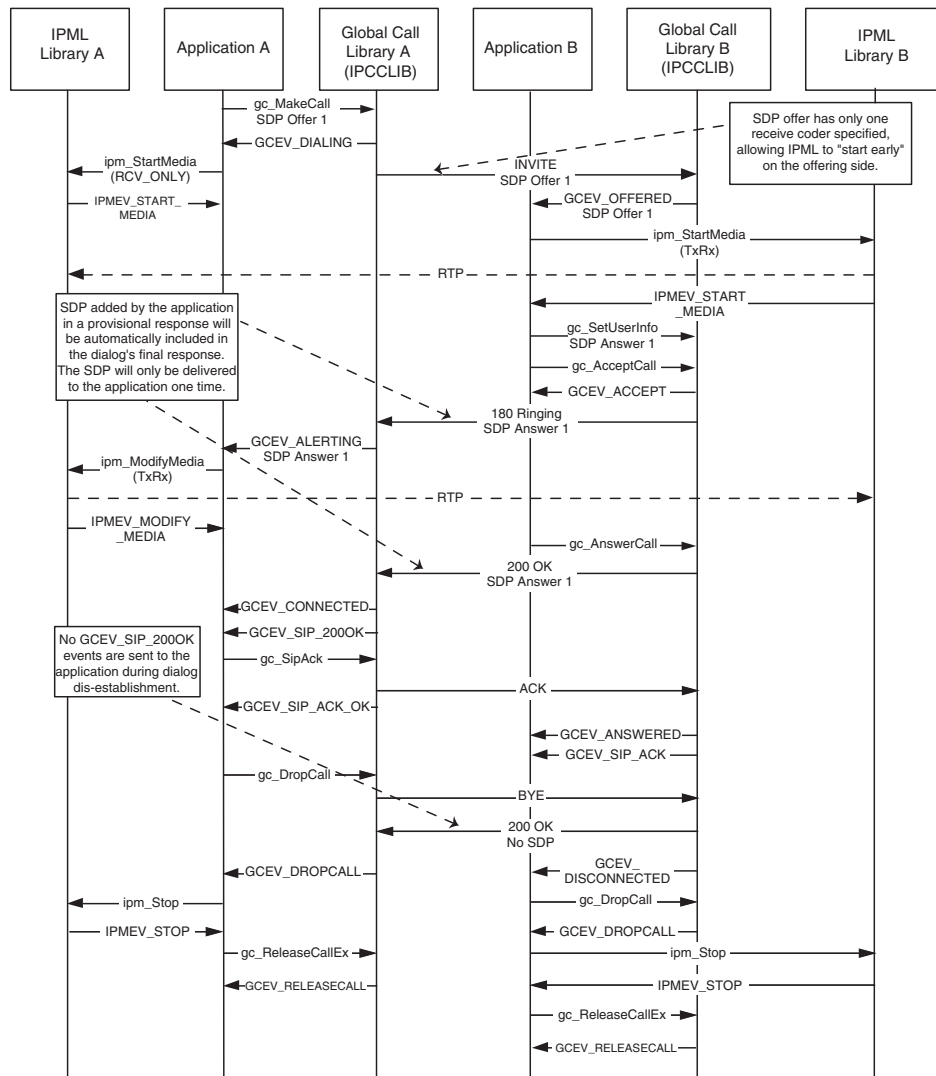 IPML
Library A
Application A
Global Call
Library A
(IPCCLIB)
Application B
Global Call
Library B
(IPCCLIB)
IPML
Library B
gc_MakeCall
SDP Offer 1
SDP offer has only one
receive coder specified,
allowing IPML to "start early"
on the offering side.
GCEV_DIALING
ipm_StartMedia
(RCV_ONLY)
INVITE
SDP Offer 1
IPMEV_START_
MEDIA
GCEV_OFFERED
SDP Offer 1
ipm_StartMedia
(TxRx)
RTP
SDP added by the application
in a provisional response will
be automatically included in
the dialog's final response.
The SDP will only be delivered
to the application one time.
IPMEV_START
_MEDIA
gc_SetUserInfo
SDP Answer 1
gc_AcceptCall
GCEV_ACCEPT
180 Ringing
SDP Answer 1
GCEV_ALERTING
SDP Answer 1
ipm_ModifyMedia
(TxRx)
RTP
IPMEV_MODIFY
_MEDIA
gc_AnswerCall
200 OK
SDP Answer 1
GCEV_CONNECTED
GCEV_SIP_200OK
No GCEV_SIP_200OK
events are sent to the
application during dialog
dis-establishment.
gc_SipAck
ACK
GCEV_SIP_ACK_OK
GCEV_ANSWERED
GCEV_SIP_ACK
gc_DropCall
BYE
200 OK
No SDP
GCEV_DROPCALL
GCEV_
DISCONNECTED
ipm_Stop
gc_DropCall
IPMEV_STOP
GCEV_DROPCALL
gc_ReleaseCallEx
ipm_Stop
GCEV_RELEASECALL
IPMEV_STOP
gc_ReleaseCallEx
GCEV_RELEASECALL